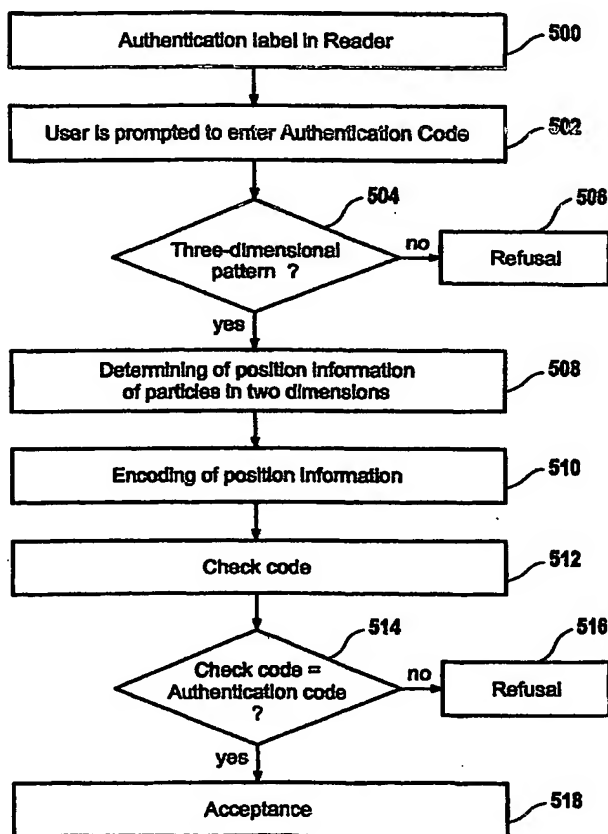 Authentication label in Reader
500
User is prompted to enter Authentication Code
502
504
Three-dimensional
pattern ?
no
506
Refusal
yes
Determining of position information
of particles in two dimensions
508
Encoding of position information
510
Check code
512
514
Check code =
Authentication code
?
no
516
Refusal
yes
Acceptance
518